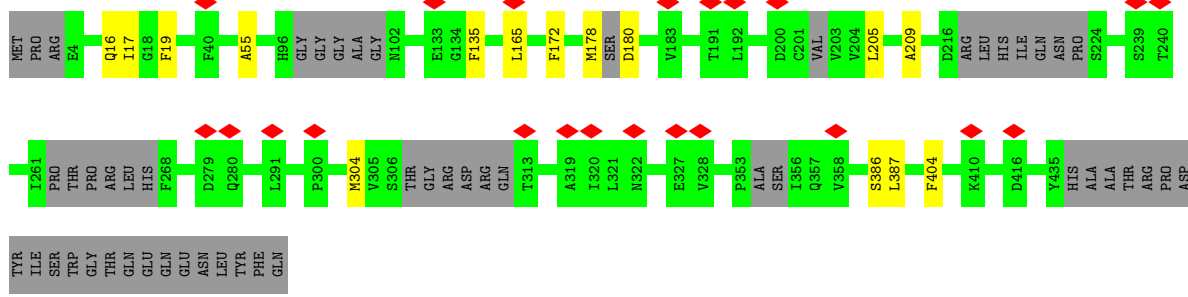 MET PRO ARG E4 Q16 I17 G18 F19 F40 A55 H96 GLY GLY GLY ALA GLY N102 E133 G134 F135 L165 F172 M178 SER D180 V183 T191 L192 D200 C201 VAL V203 V204 L205 A209 D216 ARG LEU HIS ILE GLN ASN PRO S224 S239 T240
I261 PRO THR PRO ARG LEU HIS F268 D279 Q280 L291 P300 M304 V305 S306 THR GLY ARG ASP ARG GLN T313 A319 I320 L321 N322 E327 V328 P353 ALA SER I356 Q357 V358 S386 L387 F404 K410 D416 Y435 HIS ALA ALA THR ARG PRO ASP
TYR ILE SER TRP GLY THR GLN GLU GLN GLU ASN LEU TYR PHE GLN